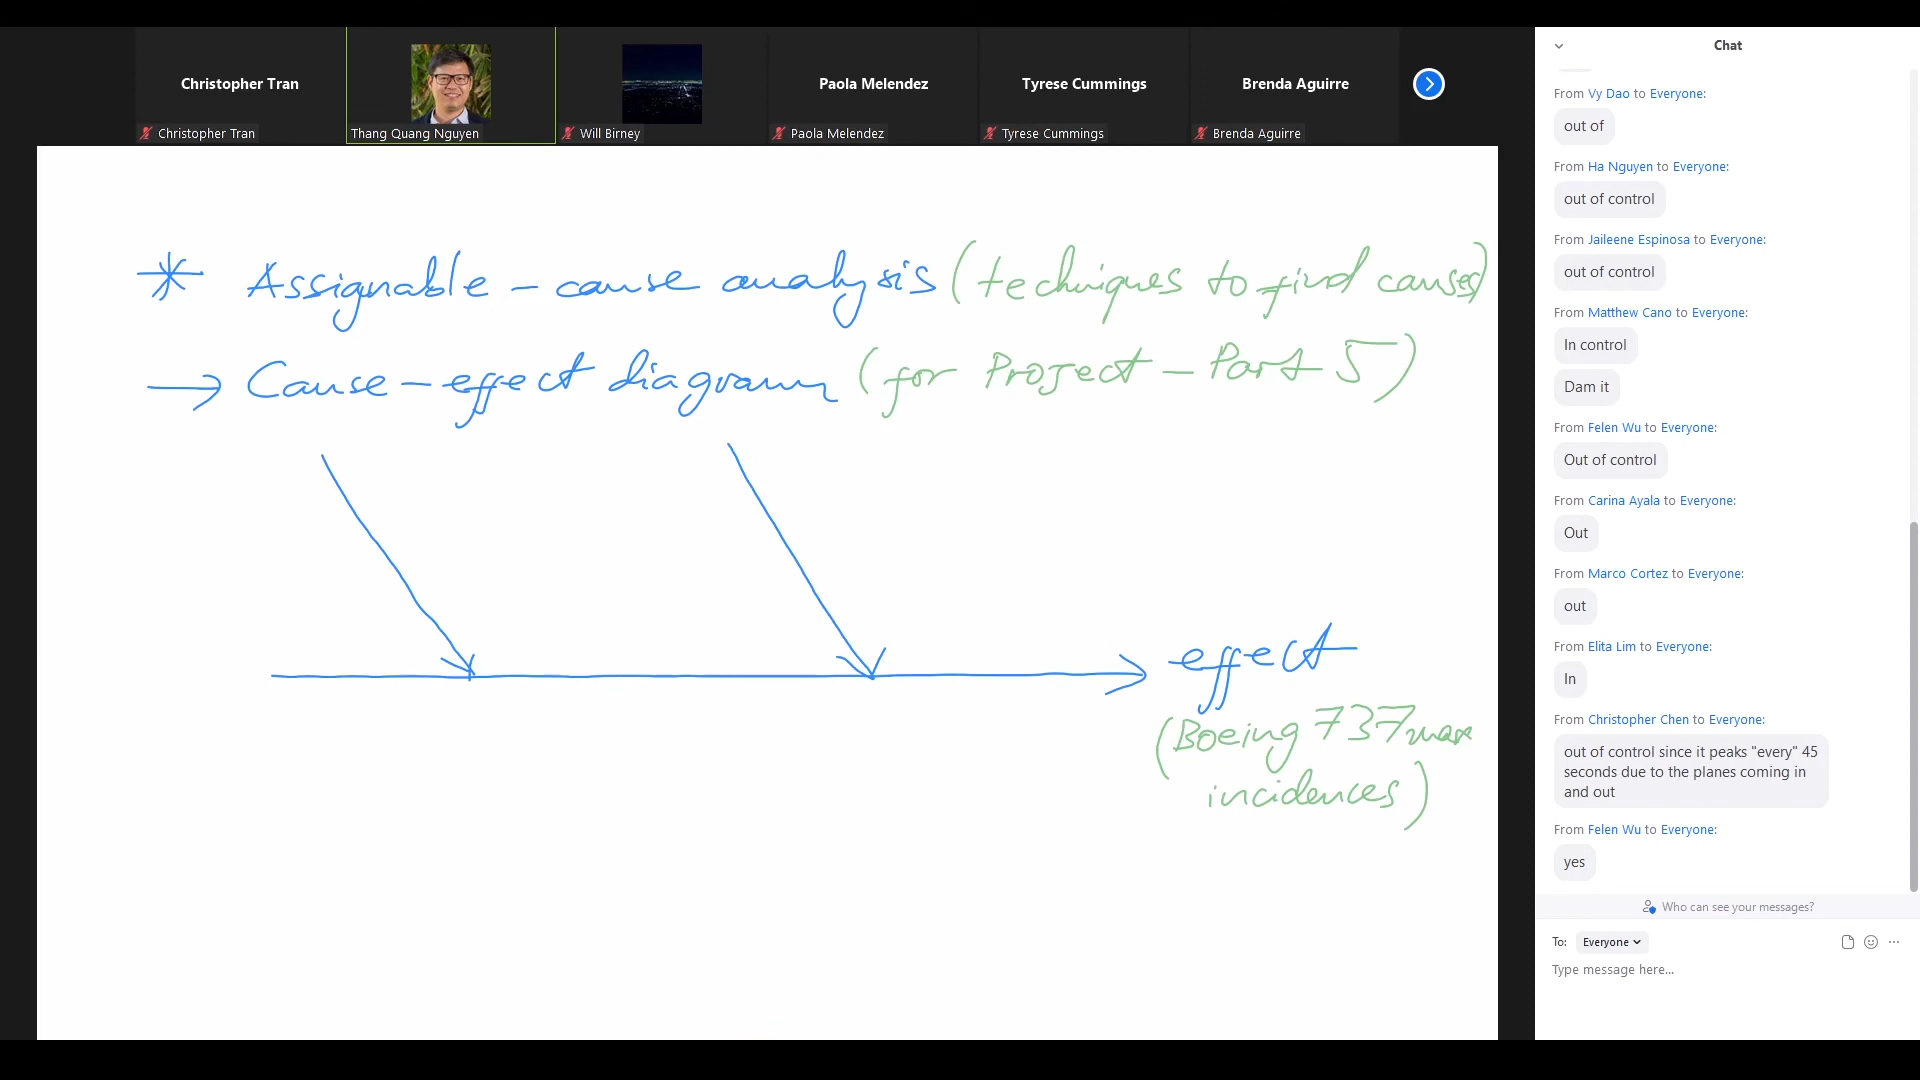 Christopher Tran
Paola Melendez
Tyrese Cummings
Brenda Aguirre
Christopher Tran
Thang Quang Nguyen
Will Birney
Paola Melendez
Tyrese Cummings
Brenda Aguirre
* Assignable - cause analysis (techniques to find causes)
→ Cause - effect diagram (for Project - Part 5)
effect
(Boeing 737 max
incidences)
Chat
From Vy Dao to Everyone:
out of
From Ha Nguyen to Everyone:
out of control
From Jaileene Espinosa to Everyone:
out of control
From Matthew Cano to Everyone:
In control
Dam it
From Felen Wu to Everyone:
Out of control
From Carina Ayala to Everyone:
Out
From Marco Cortez to Everyone:
out
From Elita Lim to Everyone:
In
From Christopher Chen to Everyone:
out of control since it peaks "every" 45
seconds due to the planes coming in
and out
From Felen Wu to Everyone:
yes
Who can see your messages?
To: Everyone
Type message here...